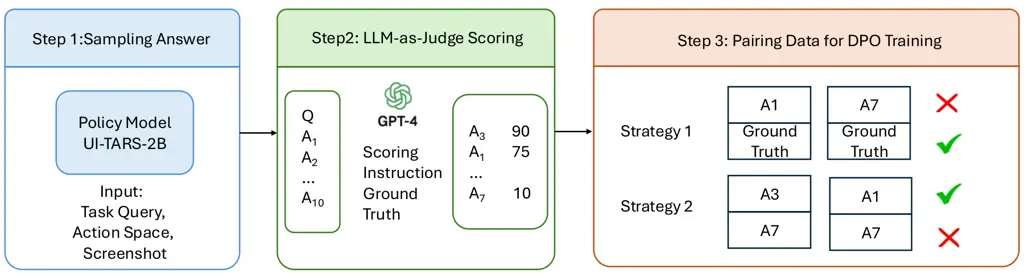 Step 1:Sampling Answer
Policy Model
UI-TARS-2B
Input:
Task Query,
Action Space,
Screenshot
Step2: LLM-as-Judge Scoring
Q
A1
A2
...
A10
GPT-4
Scoring
Instruction
Ground
Truth
A3 90
A1 75
...
A7 10
Step 3: Pairing Data for DPO Training
Strategy 1
A1 A7
Ground Ground
Truth Truth
Strategy 2
A3 A1
A7 A7